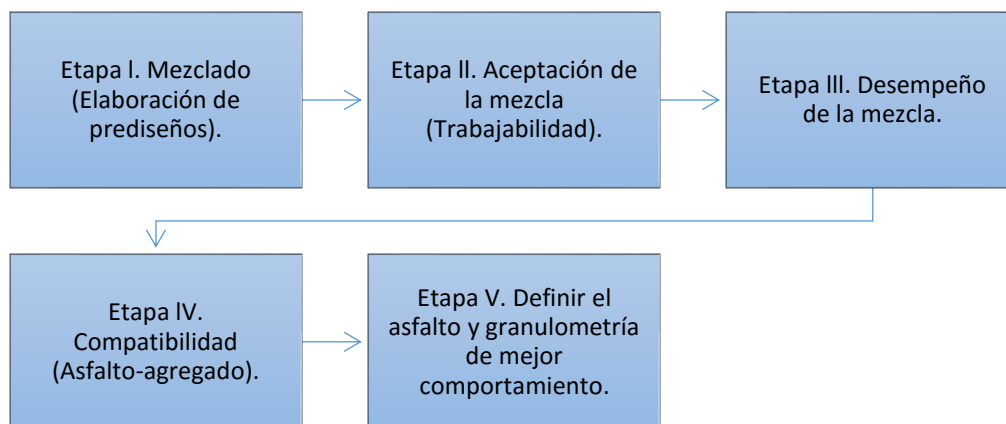 Etapa l. Mezclado
(Elaboración de
prediseños).
Etapa ll. Aceptación de
la mezcla
(Trabajabilidad).
Etapa lll. Desempeño
de la mezcla.
Etapa lV.
Compatibilidad
(Asfalto-agregado).
Etapa V. Definir el
asfalto y granulometría
de mejor
comportamiento.